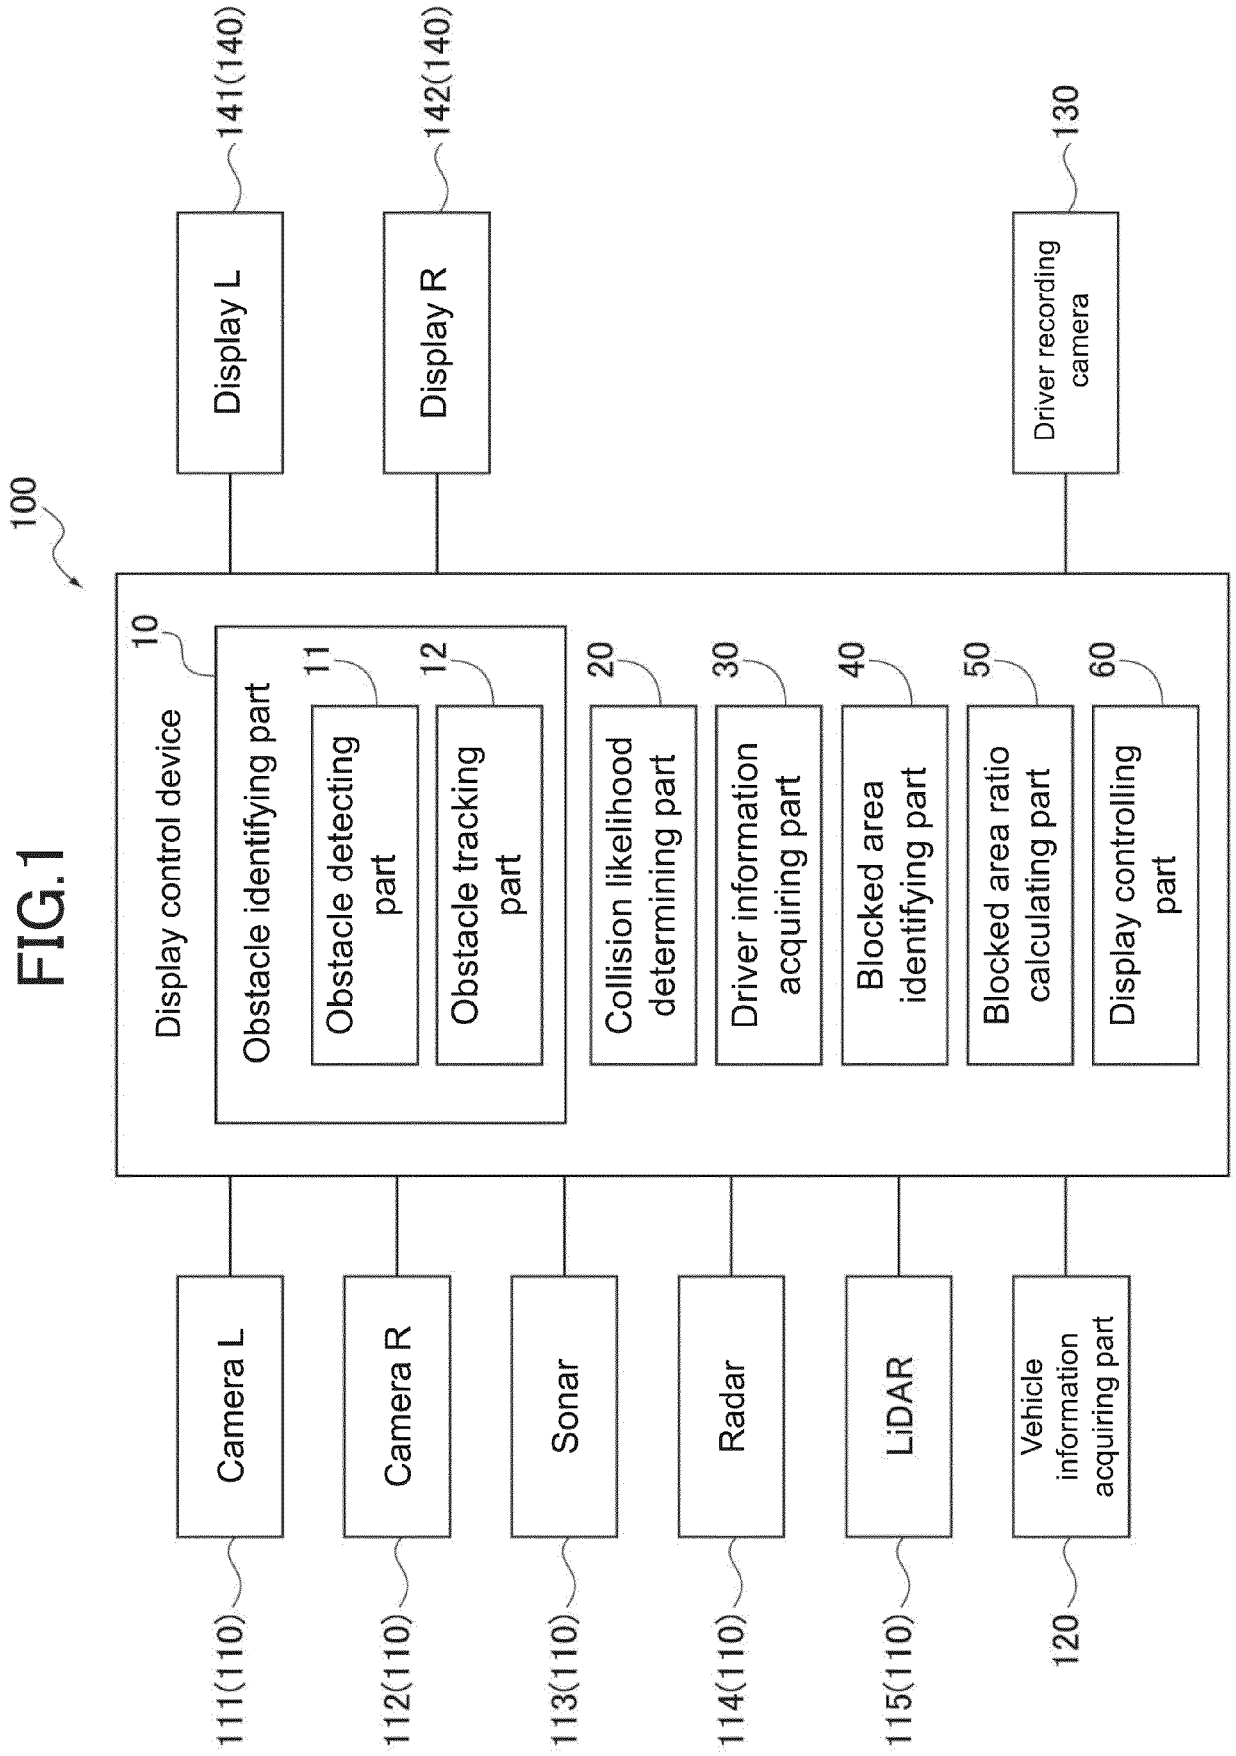 FIG.1
100
Display control device
10
Obstacle identifying part
11
Obstacle detecting
part
12
Obstacle tracking
part
20
Collision likelihood
determining part
30
Driver information
acquiring part
40
Blocked area
identifying part
50
Blocked area ratio
calculating part
60
Display controlling
part
111(110)
Camera L
112(110)
Camera R
113(110)
Sonar
114(110)
Radar
115(110)
LiDAR
120
Vehicle
information
acquiring part
Display L
141(140)
Display R
142(140)
Driver recording
camera
130